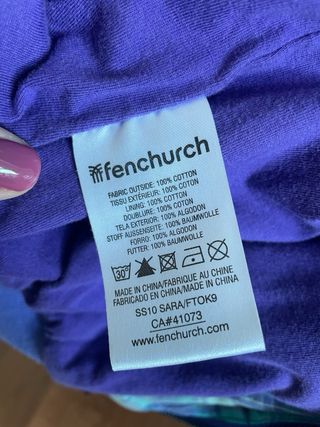 fenchurch
FABRIC OUTSIDE: 100% COTTON
TISSU EXTÉRIEUR: 100% COTON
LINING: 100% COTTON
DOUBLURE: 100% COTON
TELA EXTERIOR: 100% ALGODON
STOFF AUSSENSEITE: 100% BAUMWOLLE
FORRO: 100% ALGODON
FUTTER: 100% BAUMWOLLE
30°
MADE IN CHINA/FABRIQUE AU CHINE
FABRICADO EN CHINA/MADE IN CHINA
SS10 SARA/FTOK9
CA#41073
www.fenchurch.com